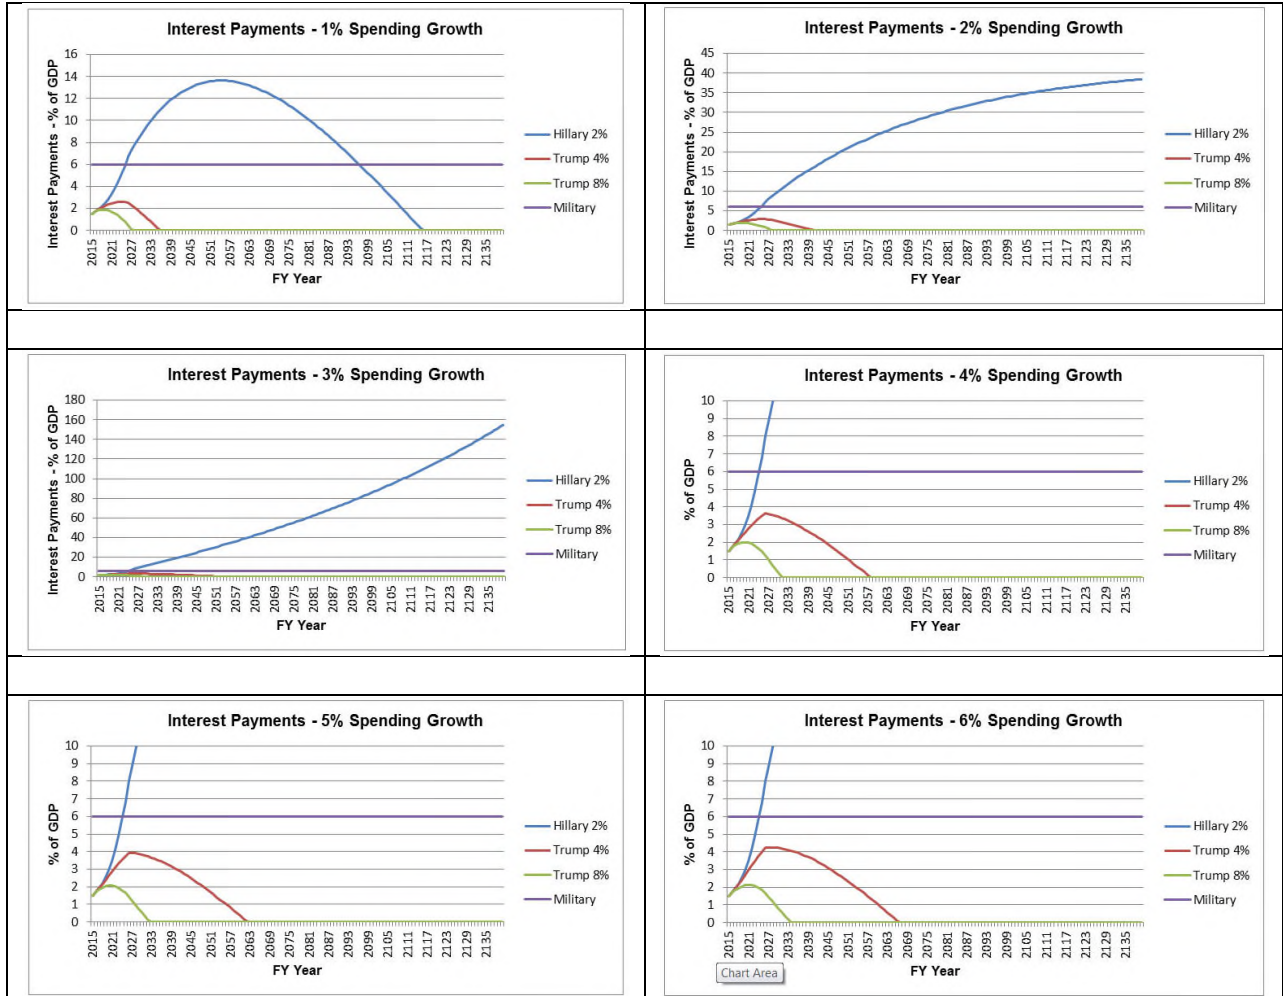 Interest Payments - 1% Spending Growth
Interest Payments - % of GDP
16
14
12
10
8
6
4
2
0
2015 2021 2027 2033 2039 2045 2051 2057 2063 2069 2075 2081 2087 2093 2099 2105 2111 2117 2123 2129 2135
FY Year
Hillary 2%
Trump 4%
Trump 8%
Military
Interest Payments - 2% Spending Growth
Interest Payments - % of GDP
45
40
35
30
25
20
15
10
5
0
2015 2021 2027 2033 2039 2045 2051 2057 2063 2069 2075 2081 2087 2093 2099 2105 2111 2117 2123 2129 2135
FY Year
Hillary 2%
Trump 4%
Trump 8%
Military
Interest Payments - 3% Spending Growth
Interest Payments - % of GDP
180
160
140
120
100
80
60
40
20
0
2015 2021 2027 2033 2039 2045 2051 2057 2063 2069 2075 2081 2087 2093 2099 2105 2111 2117 2123 2129 2135
FY Year
Hillary 2%
Trump 4%
Trump 8%
Military
Interest Payments - 4% Spending Growth
% of GDP
10
9
8
7
6
5
4
3
2
1
0
2015 2021 2027 2033 2039 2045 2051 2057 2063 2069 2075 2081 2087 2093 2099 2105 2111 2117 2123 2129 2135
FY Year
Hillary 2%
Trump 4%
Trump 8%
Military
Interest Payments - 5% Spending Growth
% of GDP
10
9
8
7
6
5
4
3
2
1
0
2015 2021 2027 2033 2039 2045 2051 2057 2063 2069 2075 2081 2087 2093 2099 2105 2111 2117 2123 2129 2135
FY Year
Hillary 2%
Trump 4%
Trump 8%
Military
Interest Payments - 6% Spending Growth
% of GDP
10
9
8
7
6
5
4
3
2
1
0
2015 2021 2027 2033 2039 2045 2051 2057 2063 2069 2075 2081 2087 2093 2099 2105 2111 2117 2123 2129 2135
FY Year
Chart Area
Hillary 2%
Trump 4%
Trump 8%
Military